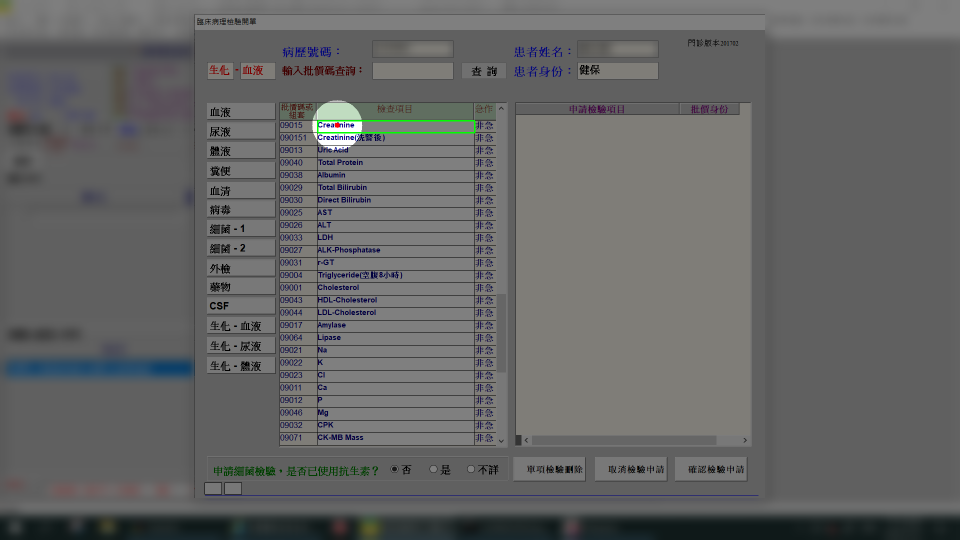 臨床病理檢驗開單
病歷號碼：
患者姓名：
門診版本201702
生化 - 血液
輸入批價碼查詢：
查 詢
患者身份：
健保
血液
尿液
體液
糞便
血清
病毒
細菌 - 1
細菌 - 2
外檢
藥物
CSF
生化 - 血液
生化 - 尿液
生化 - 體液
批價碼或組套 檢查項目 急作
09015 Creatinine 非急
090151 Creatinine(洗腎後) 非急
09013 Uric Acid 非急
09040 Total Protein 非急
09038 Albumin 非急
09029 Total Bilirubin 非急
09030 Direct Bilirubin 非急
09025 AST 非急
09026 ALT 非急
09033 LDH 非急
09027 ALK-Phosphatase 非急
09031 r-GT 非急
09004 Triglyceride(空腹8小時) 非急
09001 Cholesterol 非急
09043 HDL-Cholesterol 非急
09044 LDL-Cholesterol 非急
09017 Amylase 非急
09064 Lipase 非急
09021 Na 非急
09022 K 非急
09023 Cl 非急
09011 Ca 非急
09012 P 非急
09046 Mg 非急
09032 CPK 非急
09071 CK-MB Mass 非急
申請檢驗項目 批價身份
申請細菌檢驗，是否已使用抗生素？ 否 是 不詳
單項檢驗刪除
取消檢驗申請
確認檢驗申請